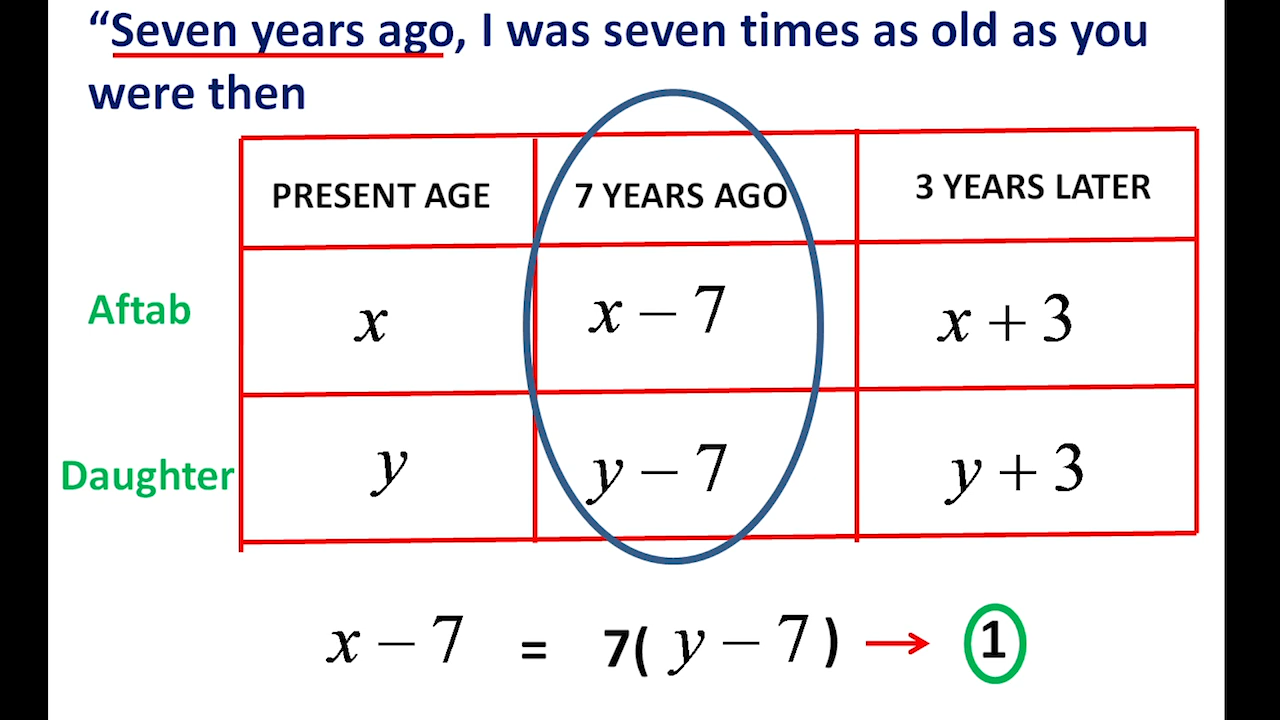 “Seven years ago, I was seven times as old as you
were then
PRESENT AGE 7 YEARS AGO 3 YEARS LATER
Aftab x x − 7 x + 3
Daughter y y − 7 y + 3
x − 7 = 7( y − 7 ) → 1